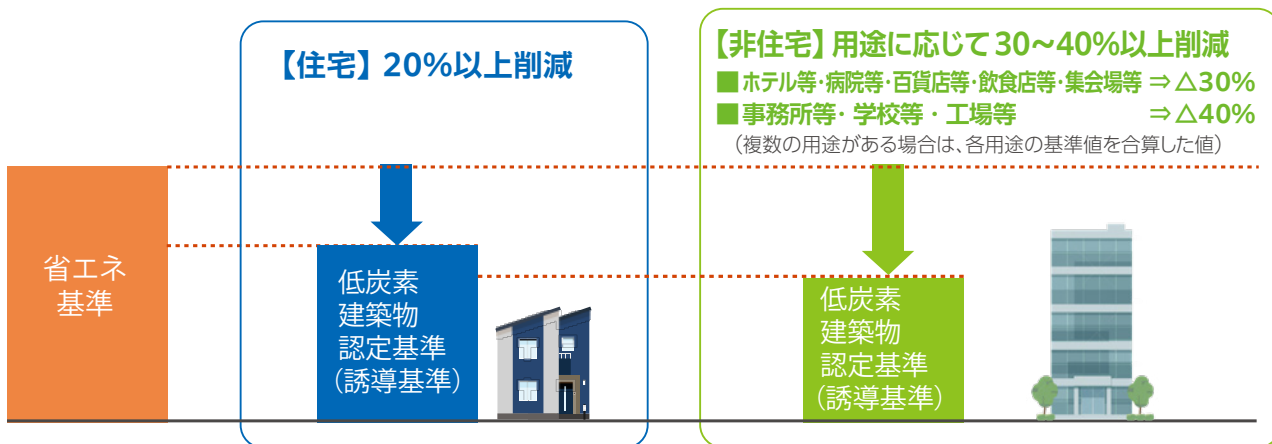 【住宅】20%以上削減
【非住宅】用途に応じて30~40%以上削減
■ホテル等・病院等・百貨店等・飲食店等・集会場等 ⇒△30%
■事務所等・学校等・工場等 ⇒△40%
(複数の用途がある場合は、各用途の基準値を合算した値)
省エネ
基準
低炭素
建築物
認定基準
(誘導基準)
低炭素
建築物
認定基準
(誘導基準)